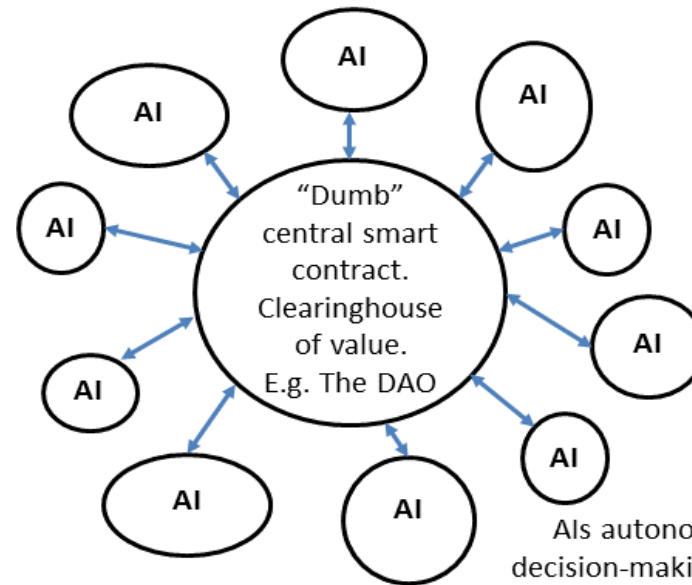 AI
AI
AI
AI
AI
“Dumb”
central smart
contract.
Clearinghouse
of value.
E.g. The DAO
AI
AI
AI
AI
AI
AIs autono
decision-maki